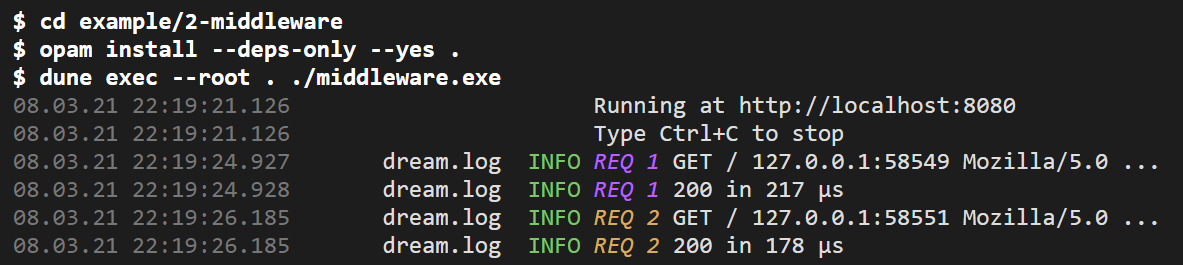 $ cd example/2-middleware
$ opam install --deps-only --yes .
$ dune exec --root . ./middleware.exe
08.03.21 22:19:21.126 Running at http://localhost:8080
08.03.21 22:19:21.126 Type Ctrl+C to stop
08.03.21 22:19:24.927 dream.log INFO REQ 1 GET / 127.0.0.1:58549 Mozilla/5.0 ...
08.03.21 22:19:24.928 dream.log INFO REQ 1 200 in 217 μs
08.03.21 22:19:26.185 dream.log INFO REQ 2 GET / 127.0.0.1:58551 Mozilla/5.0 ...
08.03.21 22:19:26.185 dream.log INFO REQ 2 200 in 178 μs